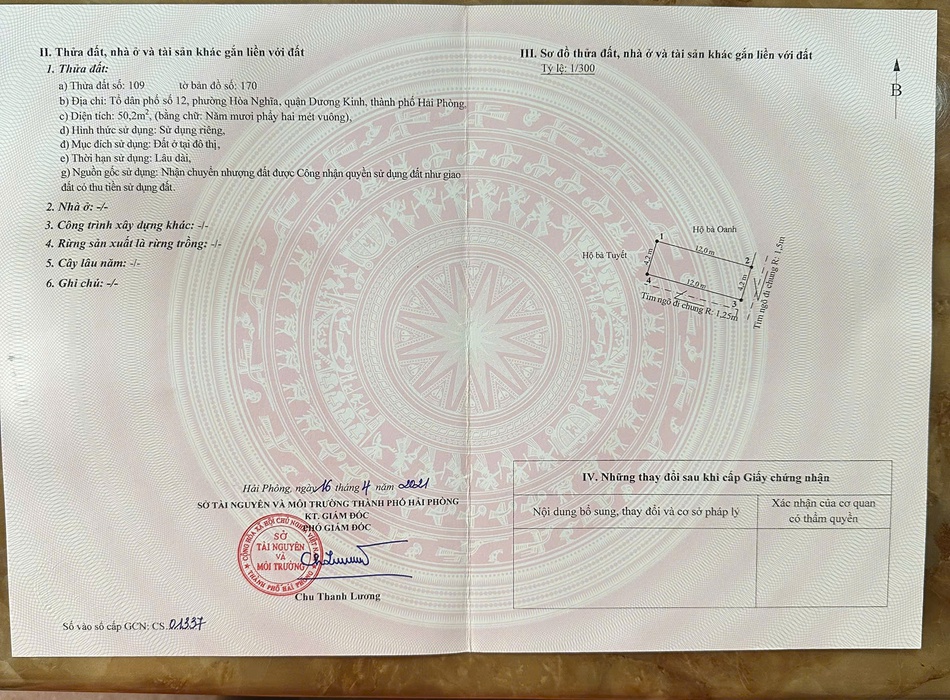 II. Thửa đất, nhà ở và tài sản khác gắn liền với đất
1. Thửa đất:
a) Thửa đất số: 109 tờ bản đồ số: 170
b) Địa chỉ: Tổ dân phố số 12, phường Hòa Nghĩa, quận Dương Kinh, thành phố Hải Phòng,
c) Diện tích: 50,2m², (bằng chữ: Năm mươi phẩy hai mét vuông),
d) Hình thức sử dụng: Sử dụng riêng,
đ) Mục đích sử dụng: Đất ở tại đô thị,
e) Thời hạn sử dụng: Lâu dài,
g) Nguồn gốc sử dụng: Nhận chuyển nhượng đất được Công nhận quyền sử dụng đất như giao
đất có thu tiền sử dụng đất.
2. Nhà ở: -/-
3. Công trình xây dựng khác: -/-
4. Rừng sản xuất là rừng trồng: -/-
5. Cây lâu năm: -/-
6. Ghi chú: -/-
Hải Phòng, ngày 16 tháng 4 năm 2021
SỞ TÀI NGUYÊN VÀ MÔI TRƯỜNG THÀNH PHỐ HẢI PHÒNG
KT. GIÁM ĐỐC
PHÓ GIÁM ĐỐC
CỘNG HÒA XÃ HỘI CHỦ NGHĨA VIỆT NAM
SỞ
TÀI NGUYÊN
VÀ
MÔI TRƯỜNG
THÀNH PHỐ HẢI PHÒNG
Chu Thanh Lương
Số vào sổ cấp GCN: CS 01337
III. Sơ đồ thửa đất, nhà ở và tài sản khác gắn liền với đất
Tỷ lệ: 1/300
B
Hộ bà Oanh
Hộ bà Tuyết
1
12,0 m
2
4,2 m
4,2 m
4
12,0 m
3
Tim ngõ đi chung R: 1,25m
Tim ngõ đi chung R: 1,5m
IV. Những thay đổi sau khi cấp Giấy chứng nhận
Nội dung bổ sung, thay đổi và cơ sở pháp lý
Xác nhận của cơ quan
có thẩm quyền